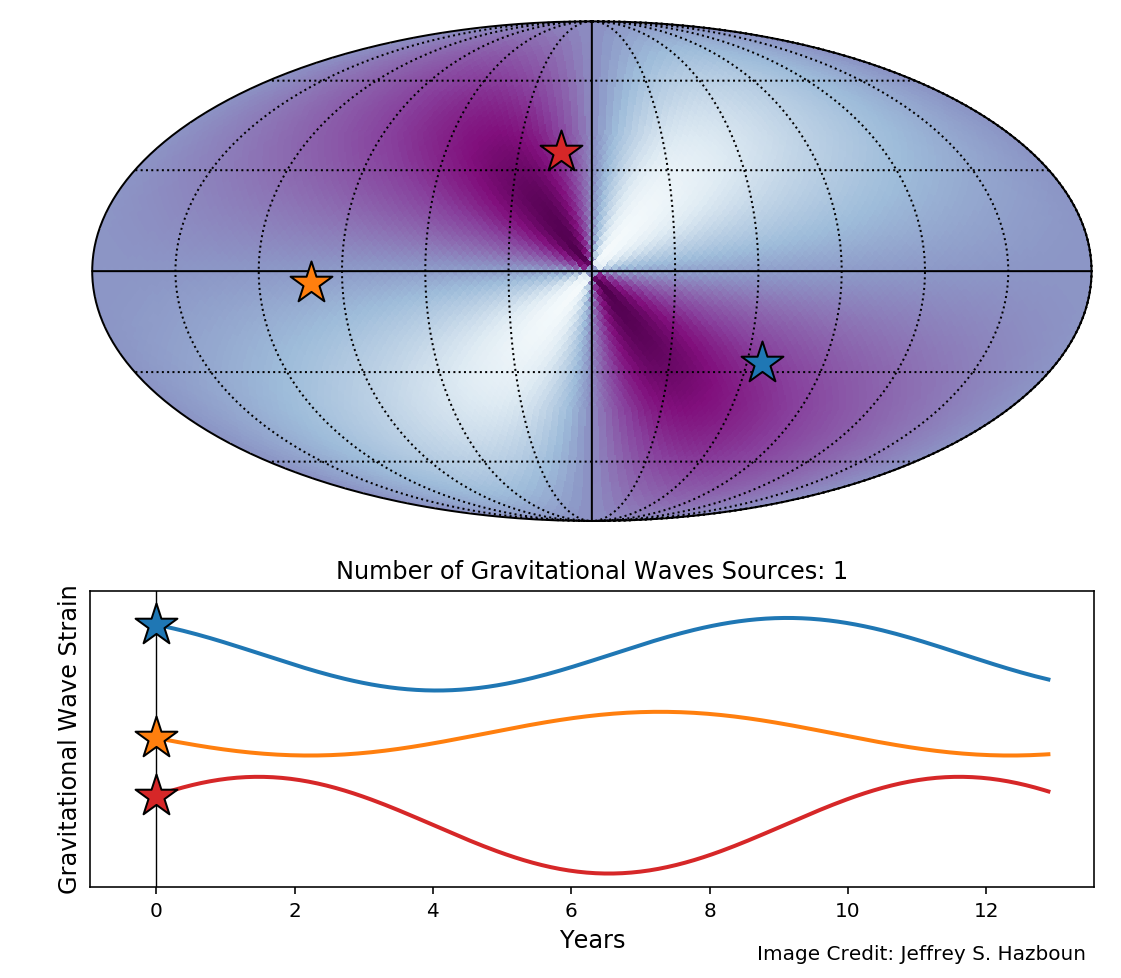 Number of Gravitational Waves Sources: 1
Gravitational Wave Strain
0 2 4 6 8 10 12
Years
Image Credit: Jeffrey S. Hazboun